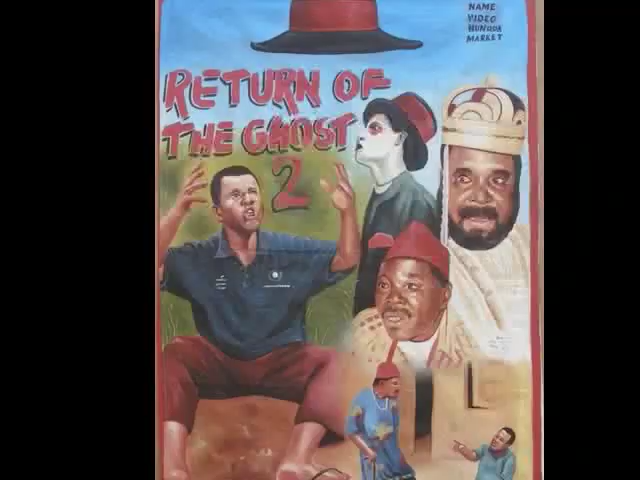 NAME
VIDEO
MARKET
RETURN OF
THE GHOST
2